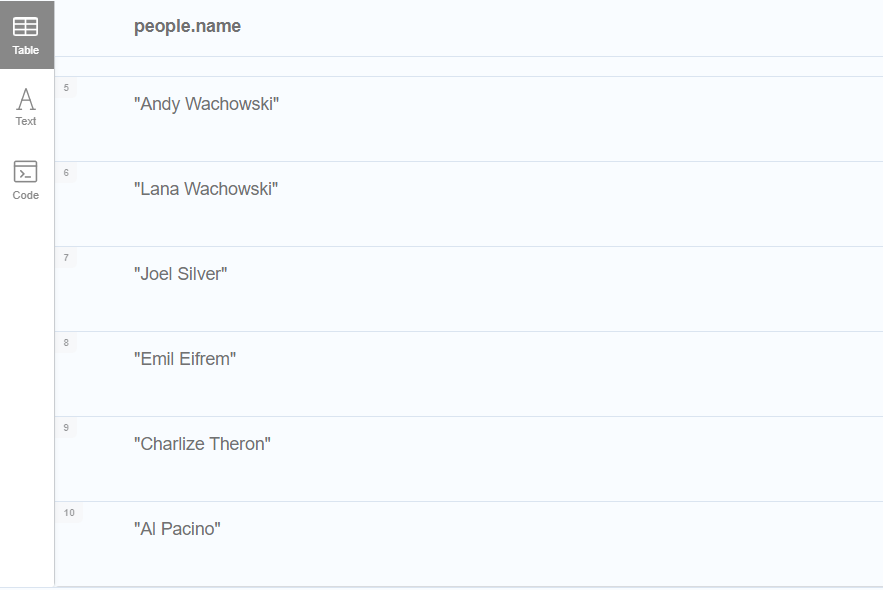 people.name
Table
5
"Andy Wachowski"
Text
6
"Lana Wachowski"
Code
7
"Joel Silver"
8
"Emil Eifrem"
9
"Charlize Theron"
10
"Al Pacino"